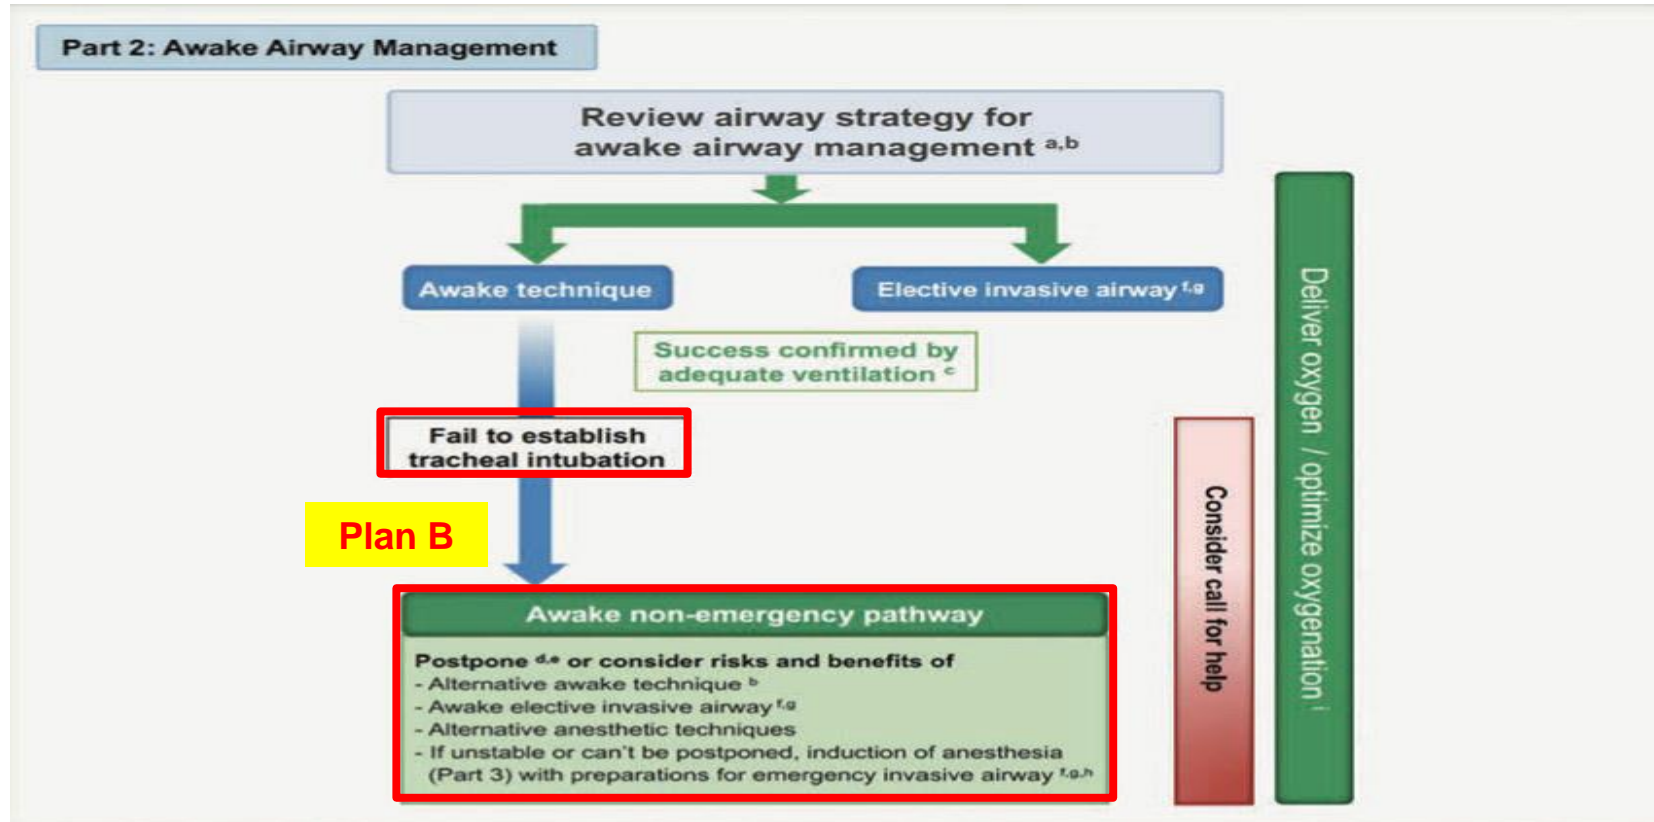 Part 2: Awake Airway Management
Review airway strategy for
awake airway management a,b
Awake technique
Elective invasive airway f,g
Success confirmed by
adequate ventilation c
Fail to establish
tracheal intubation
Plan B
Awake non-emergency pathway
Postpone d,e or consider risks and benefits of
- Alternative awake technique b
- Awake elective invasive airway f,g
- Alternative anesthetic techniques
- If unstable or can't be postponed, induction of anesthesia
(Part 3) with preparations for emergency invasive airway f,g,h
Consider call for help
Deliver oxygen / optimize oxygenation i